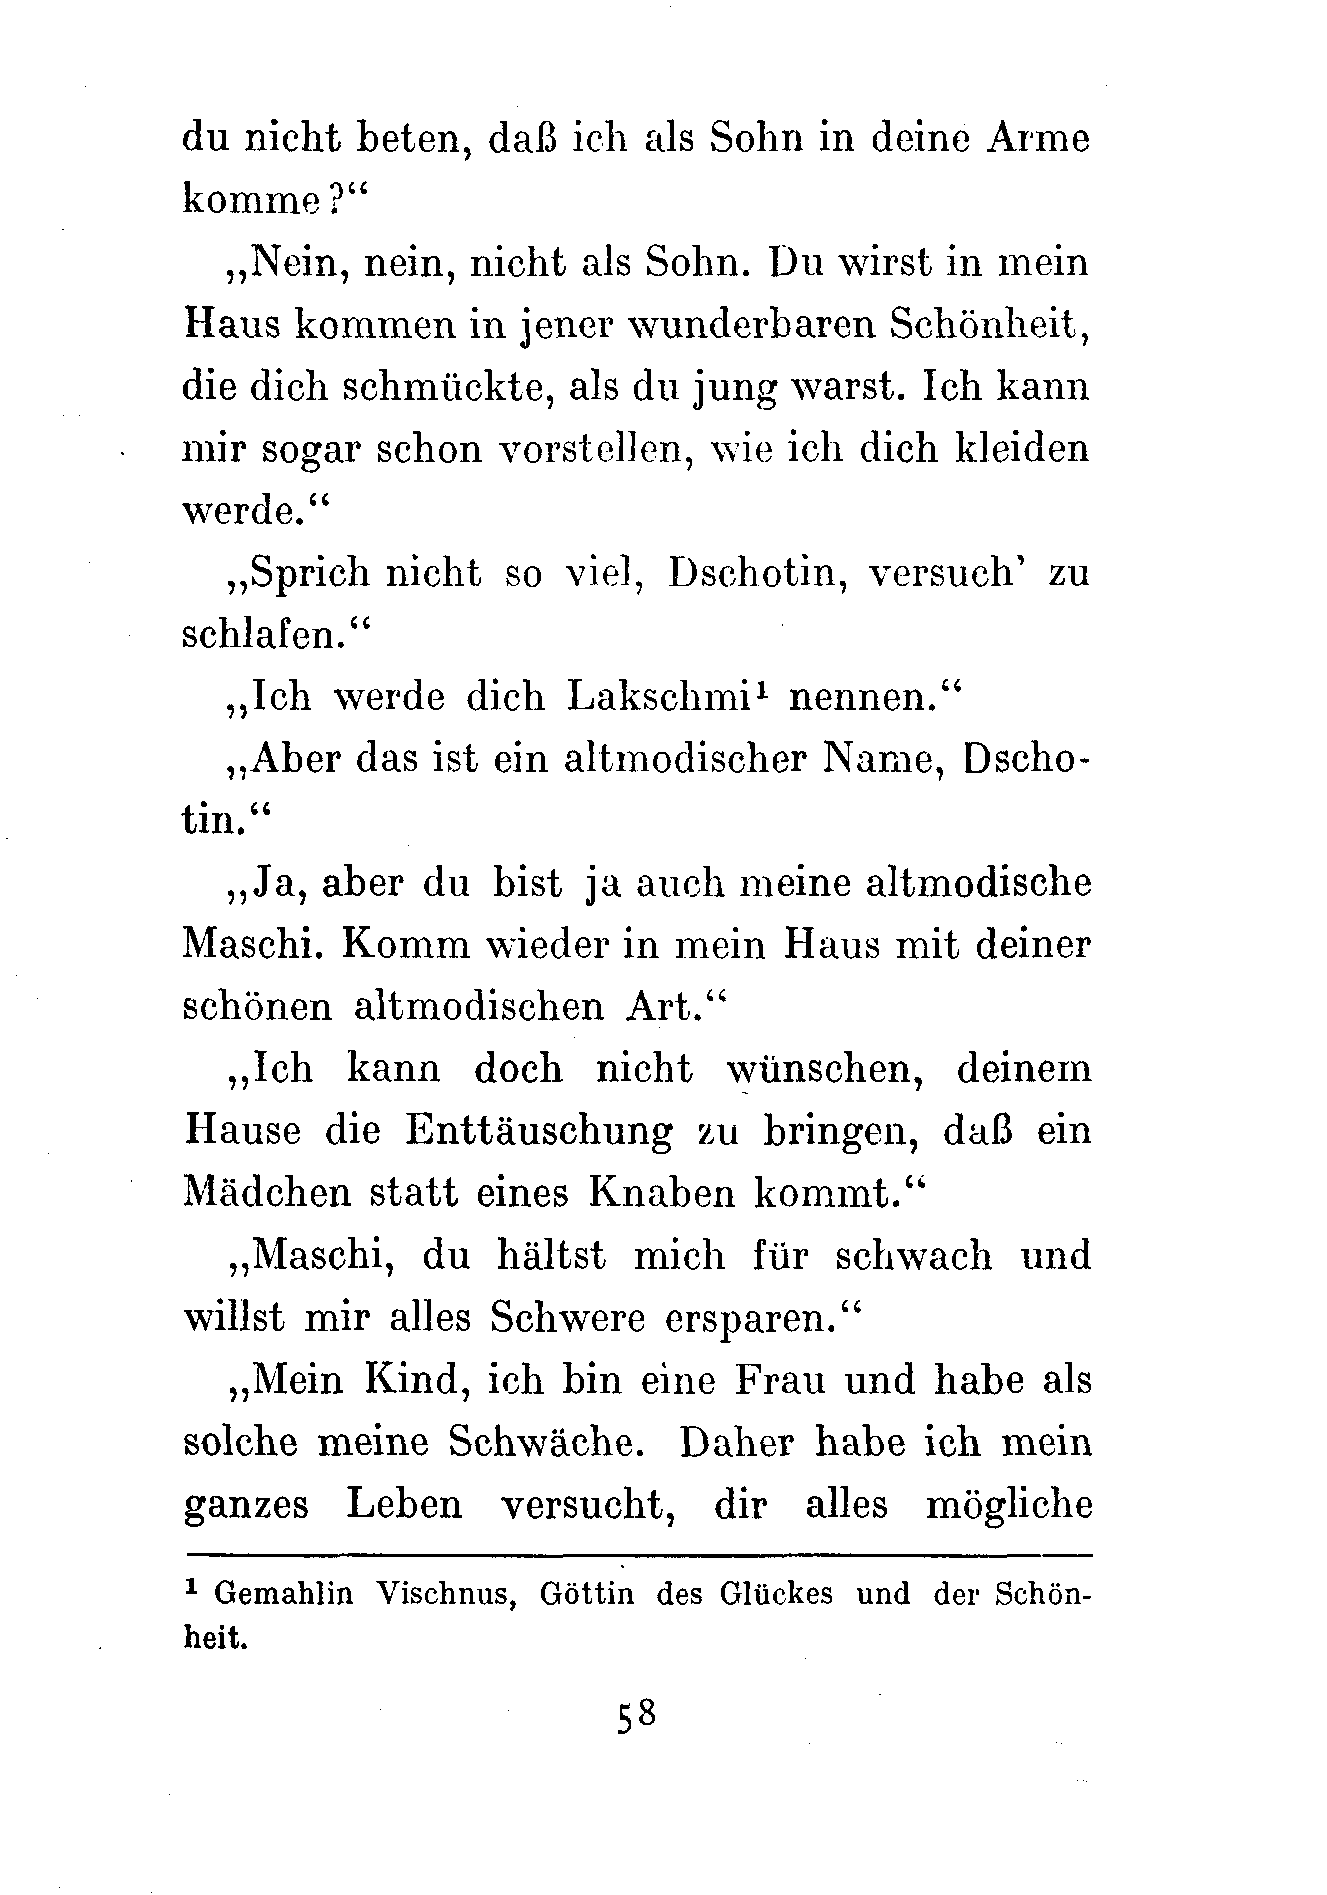 du nicht beten, daß ich als Sohn in deine Arme
komme?“
„Nein, nein, nicht als Sohn. Du wirst in mein
Haus kommen in jener wunderbaren Schönheit,
die dich schmückte, als du jung warst. Ich kann
mir sogar schon vorstellen, wie ich dich kleiden
werde.“
„Sprich nicht so viel, Dschotin, versuch’ zu
schlafen.“
„Ich werde dich Lakschmi¹ nennen.“
„Aber das ist ein altmodischer Name, Dscho-
tin.“
„Ja, aber du bist ja auch meine altmodische
Maschi. Komm wieder in mein Haus mit deiner
schönen altmodischen Art.“
„Ich kann doch nicht wünschen, deinem
Hause die Enttäuschung zu bringen, daß ein
Mädchen statt eines Knaben kommt.“
„Maschi, du hältst mich für schwach und
willst mir alles Schwere ersparen.“
„Mein Kind, ich bin eine Frau und habe als
solche meine Schwäche. Daher habe ich mein
ganzes Leben versucht, dir alles mögliche
¹ Gemahlin Vischnus, Göttin des Glückes und der Schön-
heit.
58